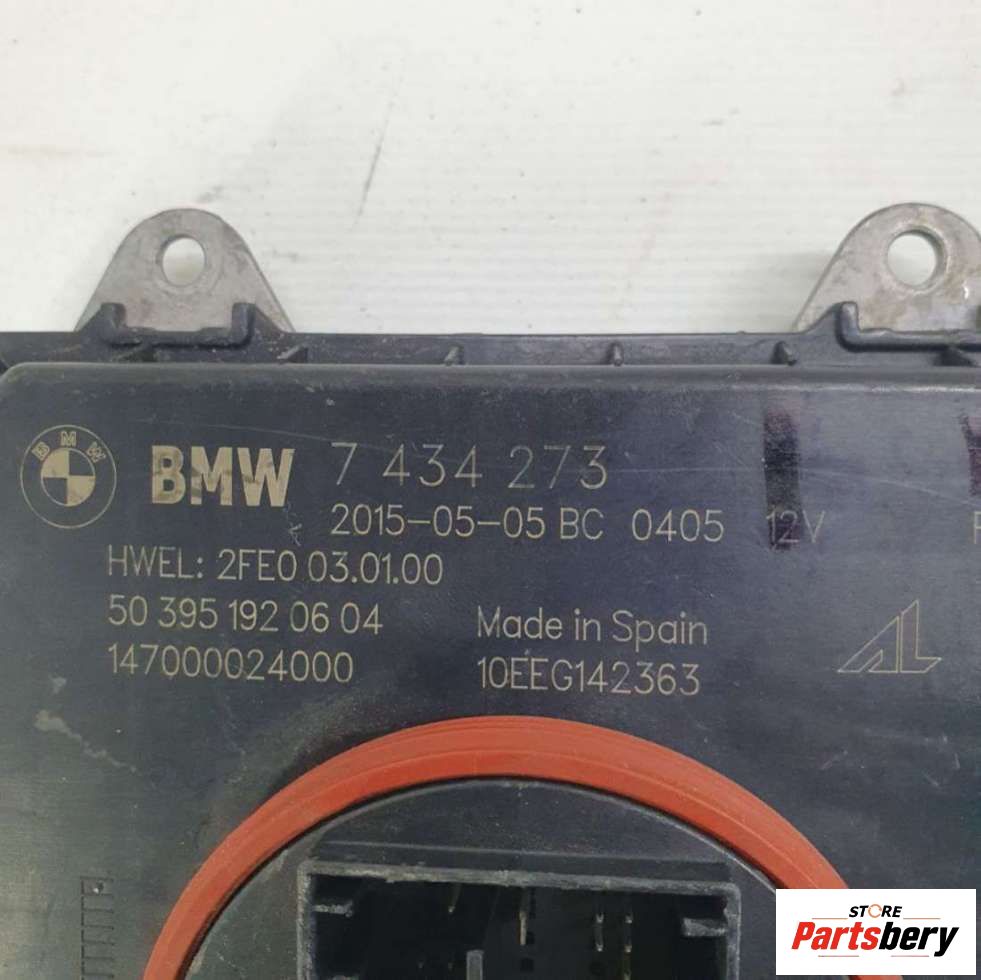 BMW BMW 7 434 273
2015-05-05 BC 0405 12V
HWEL: 2FE0 03.01.00
50 395 192 06 04 Made in Spain
147000024000 10EEG142363
AL
STORE
Partsbery